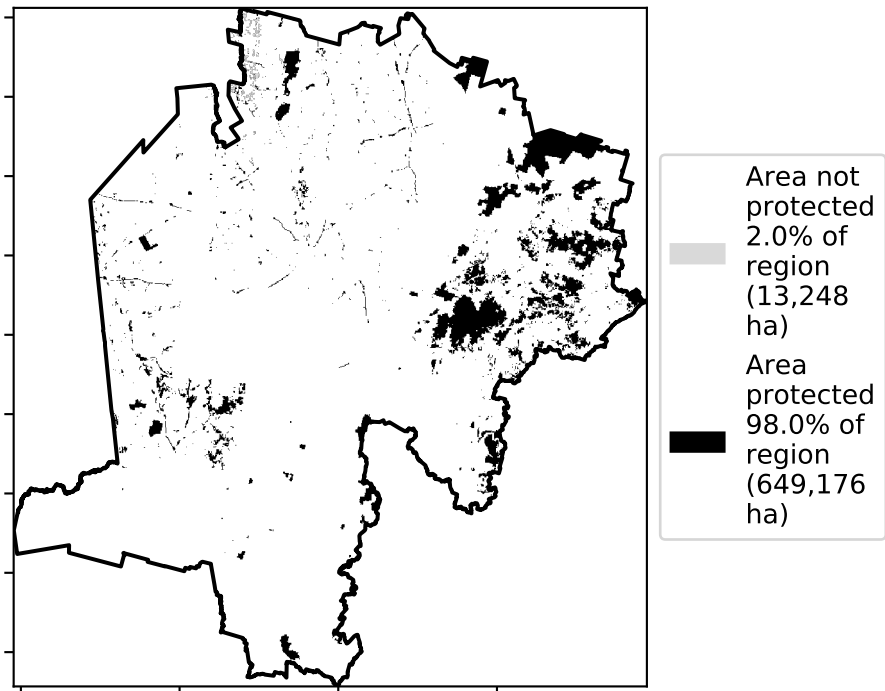 Area not
protected
2.0% of
region
(13,248
ha)
Area
protected
98.0% of
region
(649,176
ha)